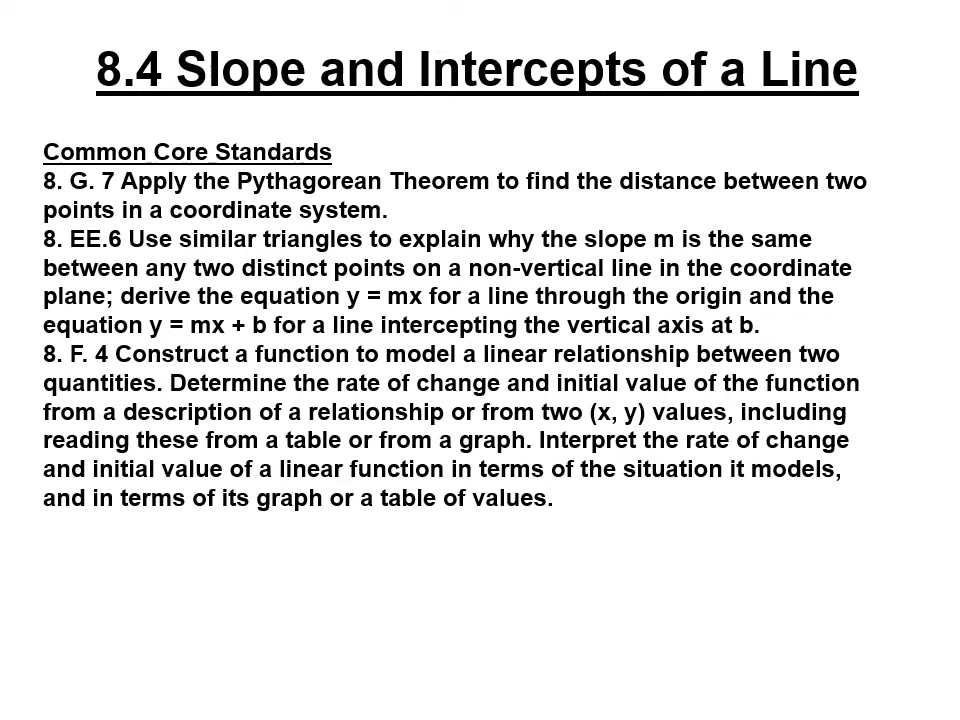 8.4 Slope and Intercepts of a Line
Common Core Standards
8. G. 7 Apply the Pythagorean Theorem to find the distance between two
points in a coordinate system.
8. EE.6 Use similar triangles to explain why the slope m is the same
between any two distinct points on a non-vertical line in the coordinate
plane; derive the equation y = mx for a line through the origin and the
equation y = mx + b for a line intercepting the vertical axis at b.
8. F. 4 Construct a function to model a linear relationship between two
quantities. Determine the rate of change and initial value of the function
from a description of a relationship or from two (x, y) values, including
reading these from a table or from a graph. Interpret the rate of change
and initial value of a linear function in terms of the situation it models,
and in terms of its graph or a table of values.